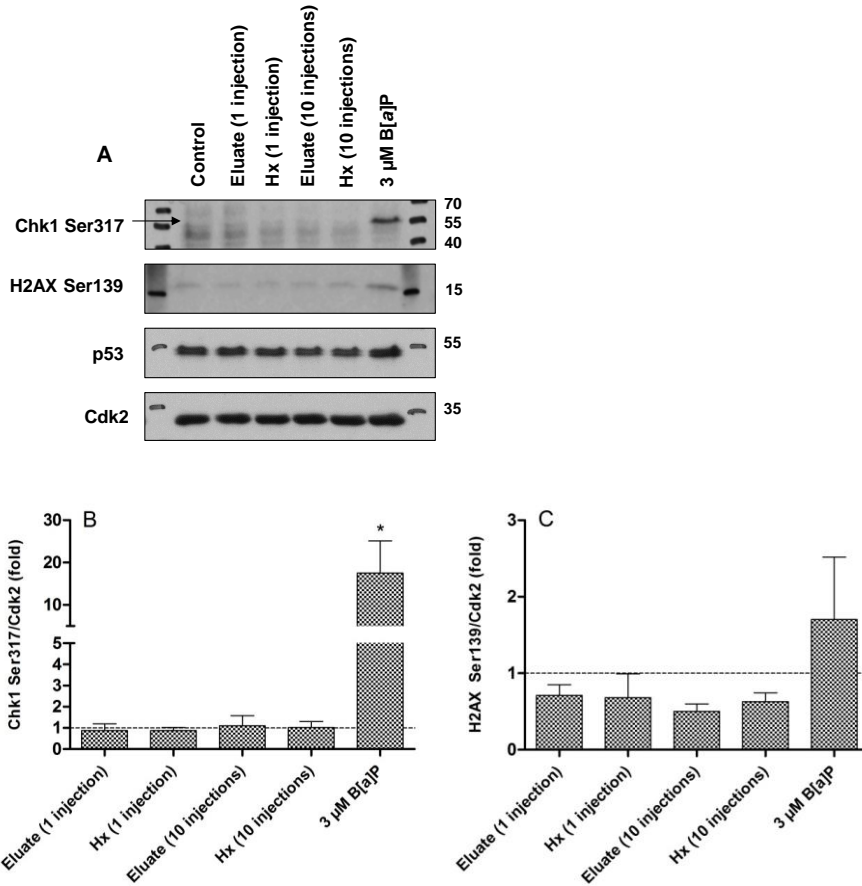 A
Control
Eluate (1 injection)
Hx (1 injection)
Eluate (10 injections)
Hx (10 injections)
3 µM B[a]P
Chk1 Ser317
70
55
40
H2AX Ser139
15
p53
55
Cdk2
35
B
Chk1 Ser317/Cdk2 (fold)
30
20
10
5
4
3
2
1
0
*
Eluate (1 injection)
Hx (1 injection)
Eluate (10 injections)
Hx (10 injections)
3 µM B[a]P
C
H2AX Ser139/Cdk2 (fold)
3
2
1
0
Eluate (1 injection)
Hx (1 injection)
Eluate (10 injections)
Hx (10 injections)
3 µM B[a]P